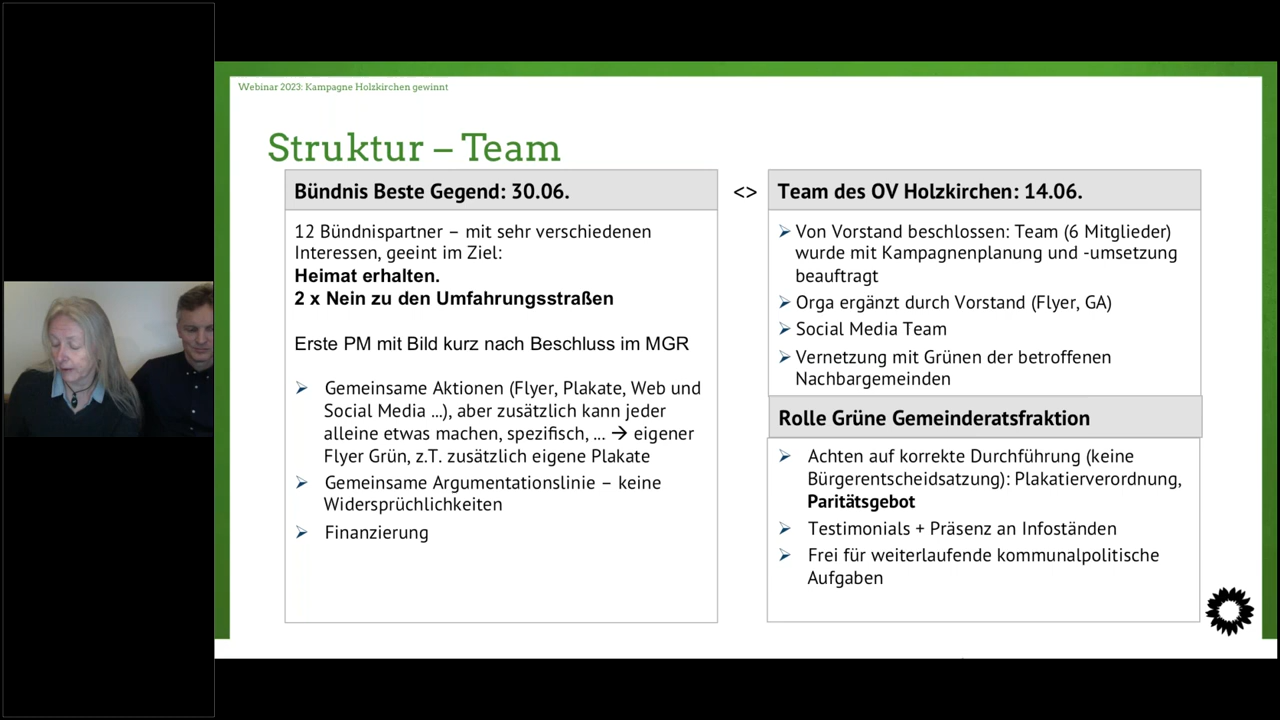 Webinar 2023: Kampagne Holzkirchen gewinnt
Struktur – Team
Bündnis Beste Gegend: 30.06.
12 Bündnispartner – mit sehr verschiedenen
Interessen, geeint im Ziel:
Heimat erhalten.
2 x Nein zu den Umfahrungsstraßen
Erste PM mit Bild kurz nach Beschluss im MGR
➢ Gemeinsame Aktionen (Flyer, Plakate, Web und
Social Media ...), aber zusätzlich kann jeder
alleine etwas machen, spezifisch, ... → eigener
Flyer Grün, z.T. zusätzlich eigene Plakate
➢ Gemeinsame Argumentationslinie – keine
Widersprüchlichkeiten
➢ Finanzierung
<>
Team des OV Holzkirchen: 14.06.
➢ Von Vorstand beschlossen: Team (6 Mitglieder)
wurde mit Kampagnenplanung und -umsetzung
beauftragt
➢ Orga ergänzt durch Vorstand (Flyer, GA)
➢ Social Media Team
➢ Vernetzung mit Grünen der betroffenen
Nachbargemeinden
Rolle Grüne Gemeinderatsfraktion
➢ Achten auf korrekte Durchführung (keine
Bürgerentscheidsatzung): Plakatierverordnung,
Paritätsgebot
➢ Testimonials + Präsenz an Infoständen
➢ Frei für weiterlaufende kommunalpolitische
Aufgaben